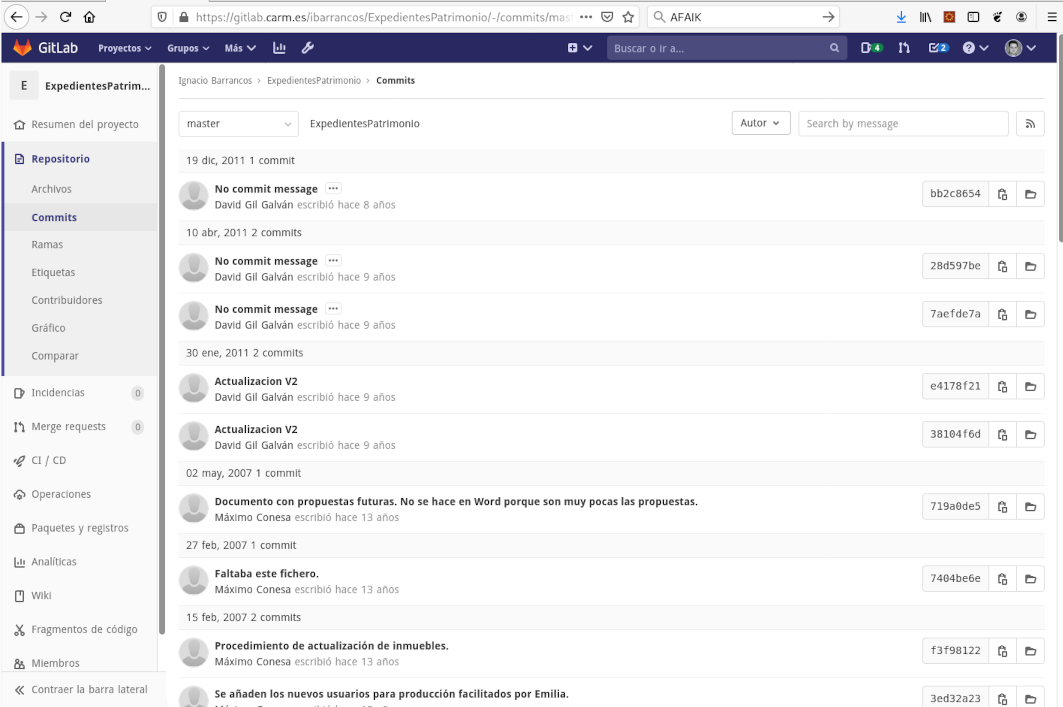 https://gitlab.carm.es/ibarrancos/ExpedientesPatrimonio/-/commits/mas
AFAIK
GitLab
Proyectos
Grupos
Más
Buscar o ir a...
4
2
E
ExpedientesPatrim...
Resumen del proyecto
Repositorio
Archivos
Commits
Ramas
Etiquetas
Contribuidores
Gráfico
Comparar
Incidencias 0
Merge requests 0
CI / CD
Operaciones
Paquetes y registros
Analíticas
Wiki
Fragmentos de código
Miembros
Contraer la barra lateral
Ignacio Barrancos › ExpedientesPatrimonio › Commits
master
ExpedientesPatrimonio
Autor
Search by message
19 dic, 2011 1 commit
No commit message
bb2c8654
David Gil Galván escribió hace 8 años
10 abr, 2011 2 commits
No commit message
28d597be
David Gil Galván escribió hace 9 años
No commit message
7aefde7a
David Gil Galván escribió hace 9 años
30 ene, 2011 2 commits
Actualizacion V2
e4178f21
David Gil Galván escribió hace 9 años
Actualizacion V2
38104f6d
David Gil Galván escribió hace 9 años
02 may, 2007 1 commit
Documento con propuestas futuras. No se hace en Word porque son muy pocas las propuestas.
719a0de5
Máximo Conesa escribió hace 13 años
27 feb, 2007 1 commit
Faltaba este fichero.
7404be6e
Máximo Conesa escribió hace 13 años
15 feb, 2007 2 commits
Procedimiento de actualización de inmuebles.
f3f98122
Máximo Conesa escribió hace 13 años
Se añaden los nuevos usuarios para producción facilitados por Emilia.
3ed32a23